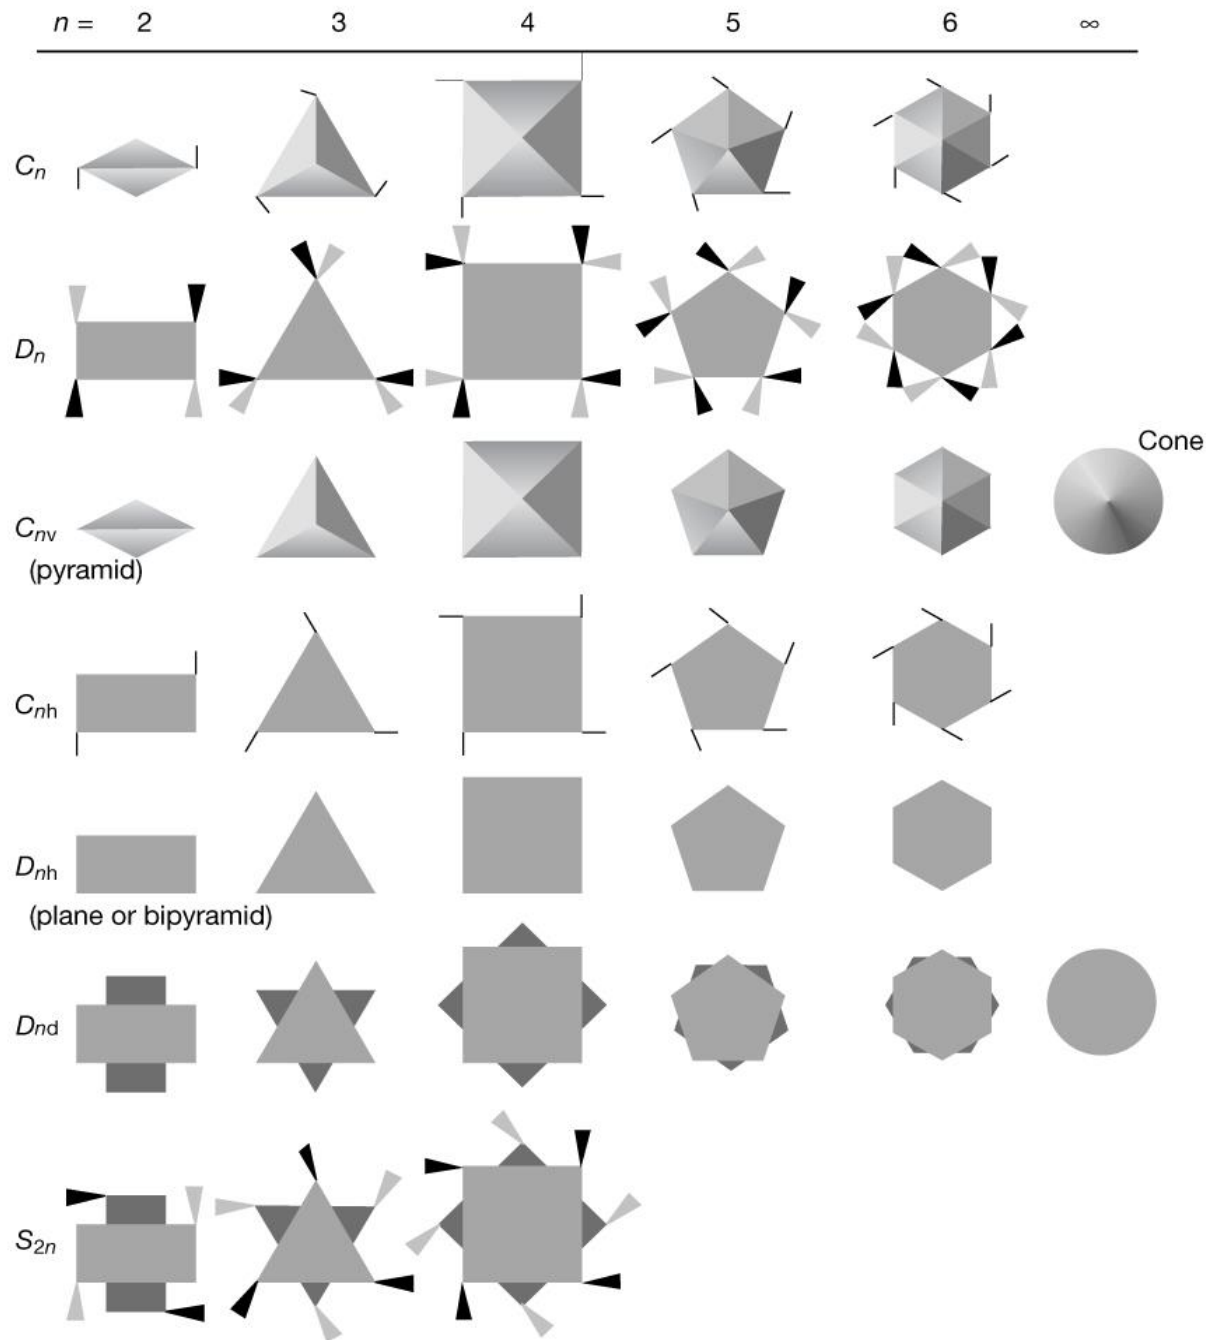 n = 2 3 4 5 6 ∞
Cn
Dn
Cone
Cnv
(pyramid)
Cnh
Dnh
(plane or bipyramid)
Dnd
S2n